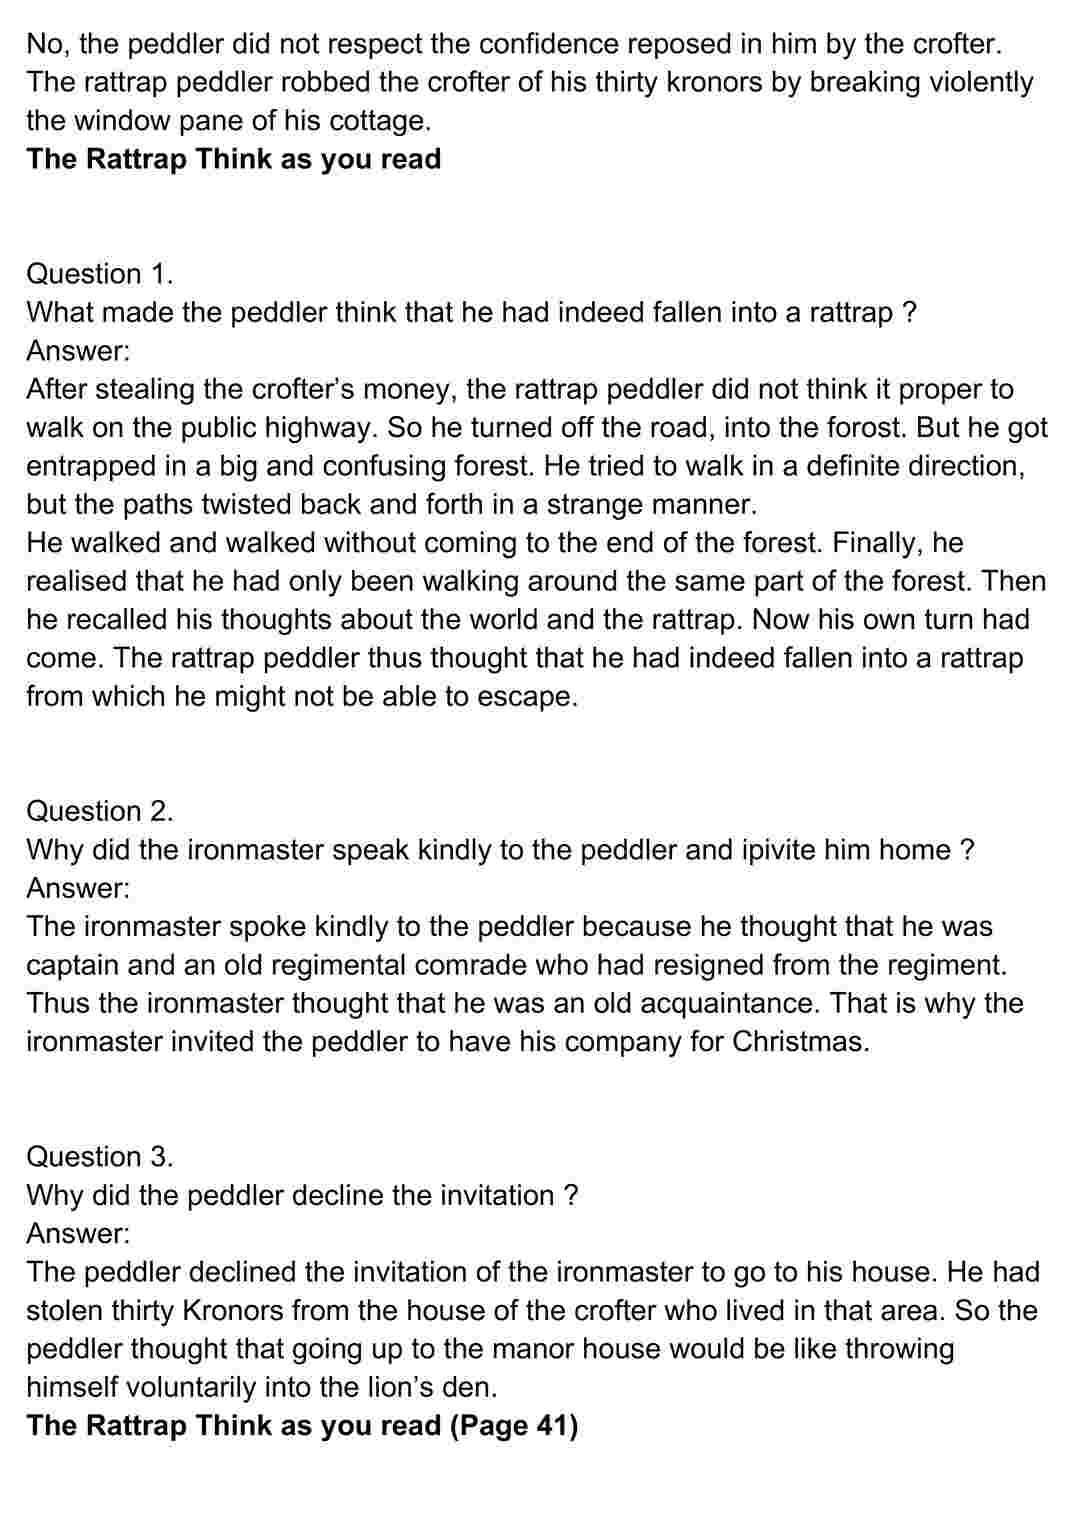 No, the peddler did not respect the confidence reposed in him by the crofter.
The rattrap peddler robbed the crofter of his thirty kronors by breaking violently
the window pane of his cottage.
The Rattrap Think as you read
Question 1.
What made the peddler think that he had indeed fallen into a rattrap ?
Answer:
After stealing the crofter’s money, the rattrap peddler did not think it proper to
walk on the public highway. So he turned off the road, into the forost. But he got
entrapped in a big and confusing forest. He tried to walk in a definite direction,
but the paths twisted back and forth in a strange manner.
He walked and walked without coming to the end of the forest. Finally, he
realised that he had only been walking around the same part of the forest. Then
he recalled his thoughts about the world and the rattrap. Now his own turn had
come. The rattrap peddler thus thought that he had indeed fallen into a rattrap
from which he might not be able to escape.
Question 2.
Why did the ironmaster speak kindly to the peddler and ipivite him home ?
Answer:
The ironmaster spoke kindly to the peddler because he thought that he was
captain and an old regimental comrade who had resigned from the regiment.
Thus the ironmaster thought that he was an old acquaintance. That is why the
ironmaster invited the peddler to have his company for Christmas.
Question 3.
Why did the peddler decline the invitation ?
Answer:
The peddler declined the invitation of the ironmaster to go to his house. He had
stolen thirty Kronors from the house of the crofter who lived in that area. So the
peddler thought that going up to the manor house would be like throwing
himself voluntarily into the lion’s den.
The Rattrap Think as you read (Page 41)